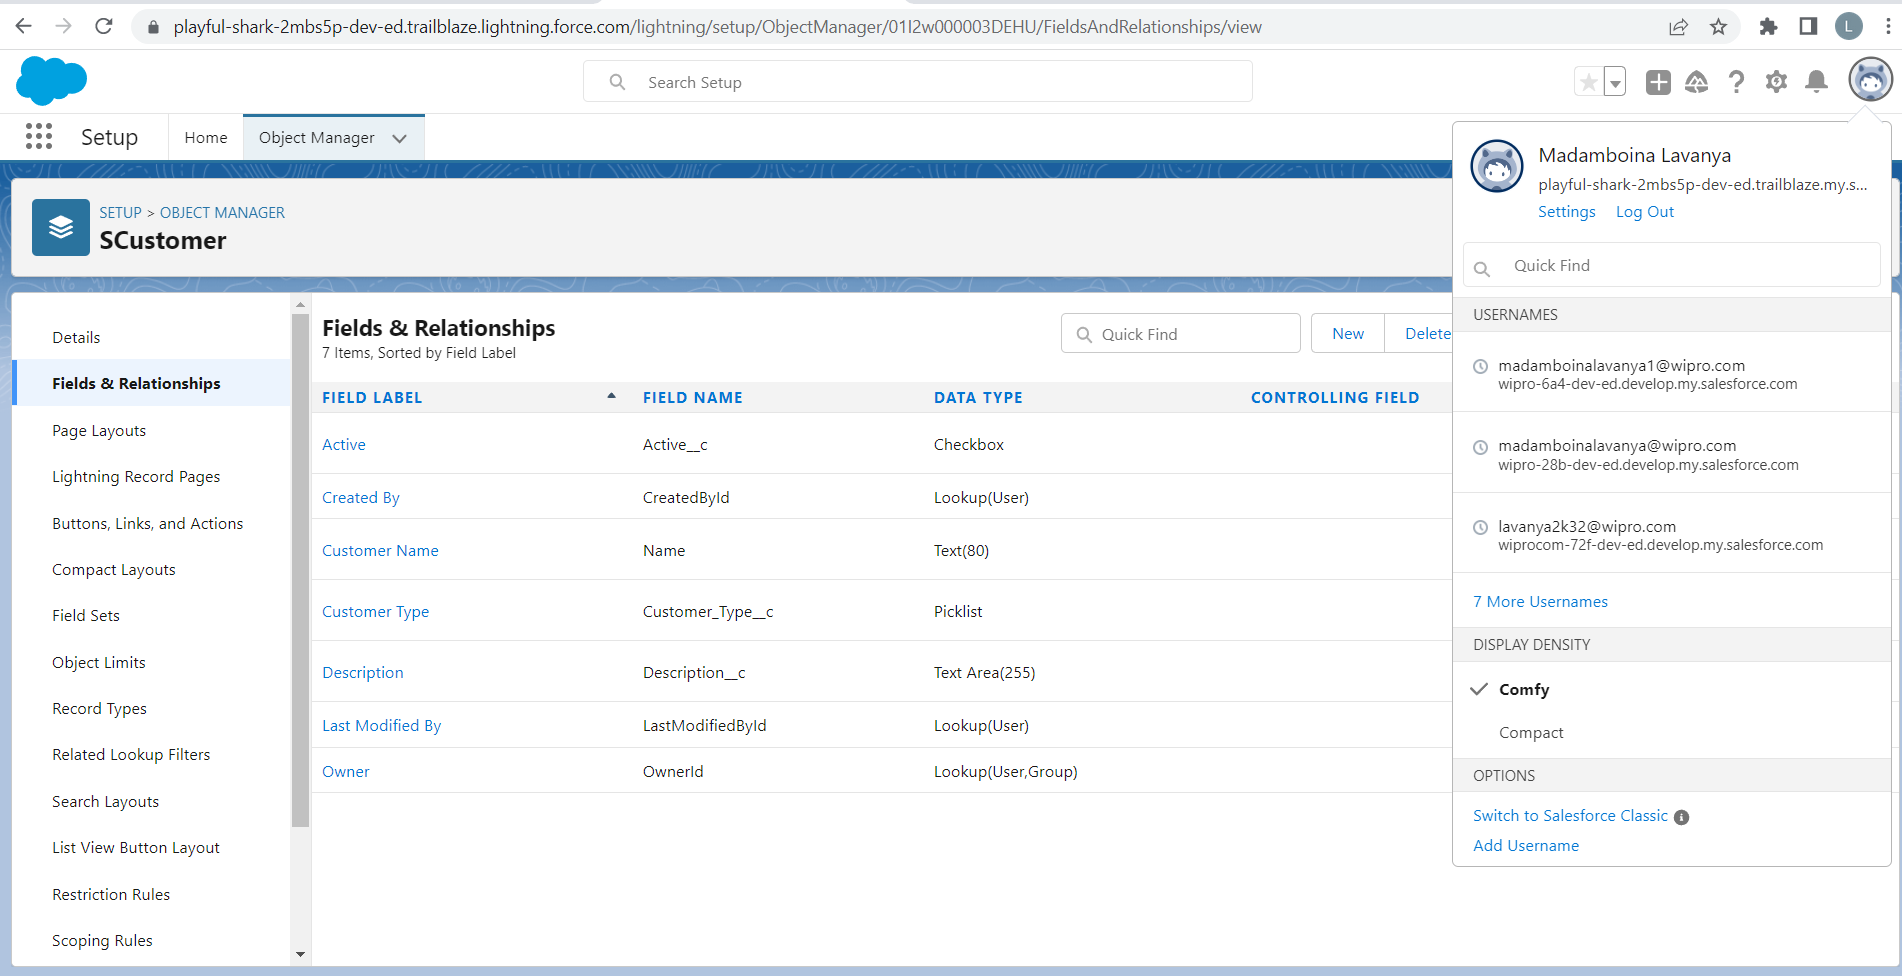 playful-shark-2mbs5p-dev-ed.trailblaze.lightning.force.com/lightning/setup/ObjectManager/01I2w000003DEHU/FieldsAndRelationships/view
L
Search Setup
Setup
Home
Object Manager
SETUP > OBJECT MANAGER
SCustomer
Details
Fields & Relationships
Page Layouts
Lightning Record Pages
Buttons, Links, and Actions
Compact Layouts
Field Sets
Object Limits
Record Types
Related Lookup Filters
Search Layouts
List View Button Layout
Restriction Rules
Scoping Rules
Fields & Relationships
7 Items, Sorted by Field Label
Quick Find
New
Delete
FIELD LABEL FIELD NAME DATA TYPE CONTROLLING FIELD
Active Active__c Checkbox
Created By CreatedById Lookup(User)
Customer Name Name Text(80)
Customer Type Customer_Type__c Picklist
Description Description__c Text Area(255)
Last Modified By LastModifiedById Lookup(User)
Owner OwnerId Lookup(User,Group)
Madamboina Lavanya
playful-shark-2mbs5p-dev-ed.trailblaze.my.s...
Settings Log Out
Quick Find
USERNAMES
madamboinalavanya1@wipro.com
wipro-6a4-dev-ed.develop.my.salesforce.com
madamboinalavanya@wipro.com
wipro-28b-dev-ed.develop.my.salesforce.com
lavanya2k32@wipro.com
wiprocom-72f-dev-ed.develop.my.salesforce.com
7 More Usernames
DISPLAY DENSITY
Comfy
Compact
OPTIONS
Switch to Salesforce Classic
Add Username